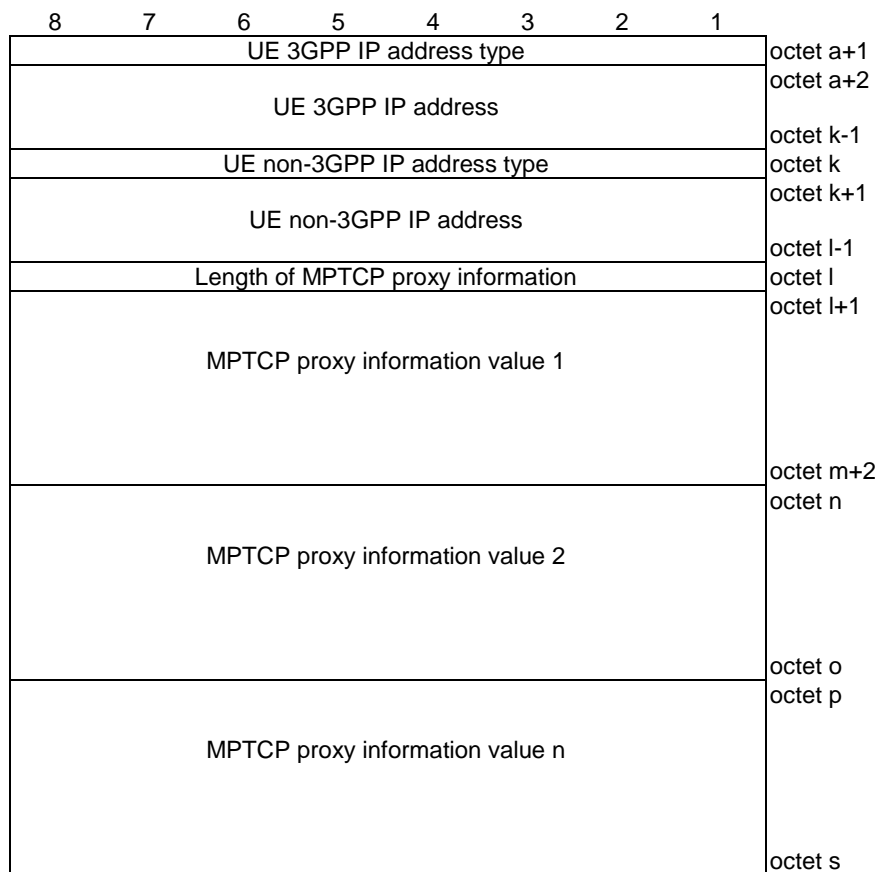 8 7 6 5 4 3 2 1
UE 3GPP IP address type octet a+1
octet a+2
UE 3GPP IP address
octet k-1
UE non-3GPP IP address type octet k
octet k+1
UE non-3GPP IP address
octet l-1
Length of MPTCP proxy information octet l
octet l+1
MPTCP proxy information value 1
octet m+2
octet n
MPTCP proxy information value 2
octet o
octet p
MPTCP proxy information value n
octet s